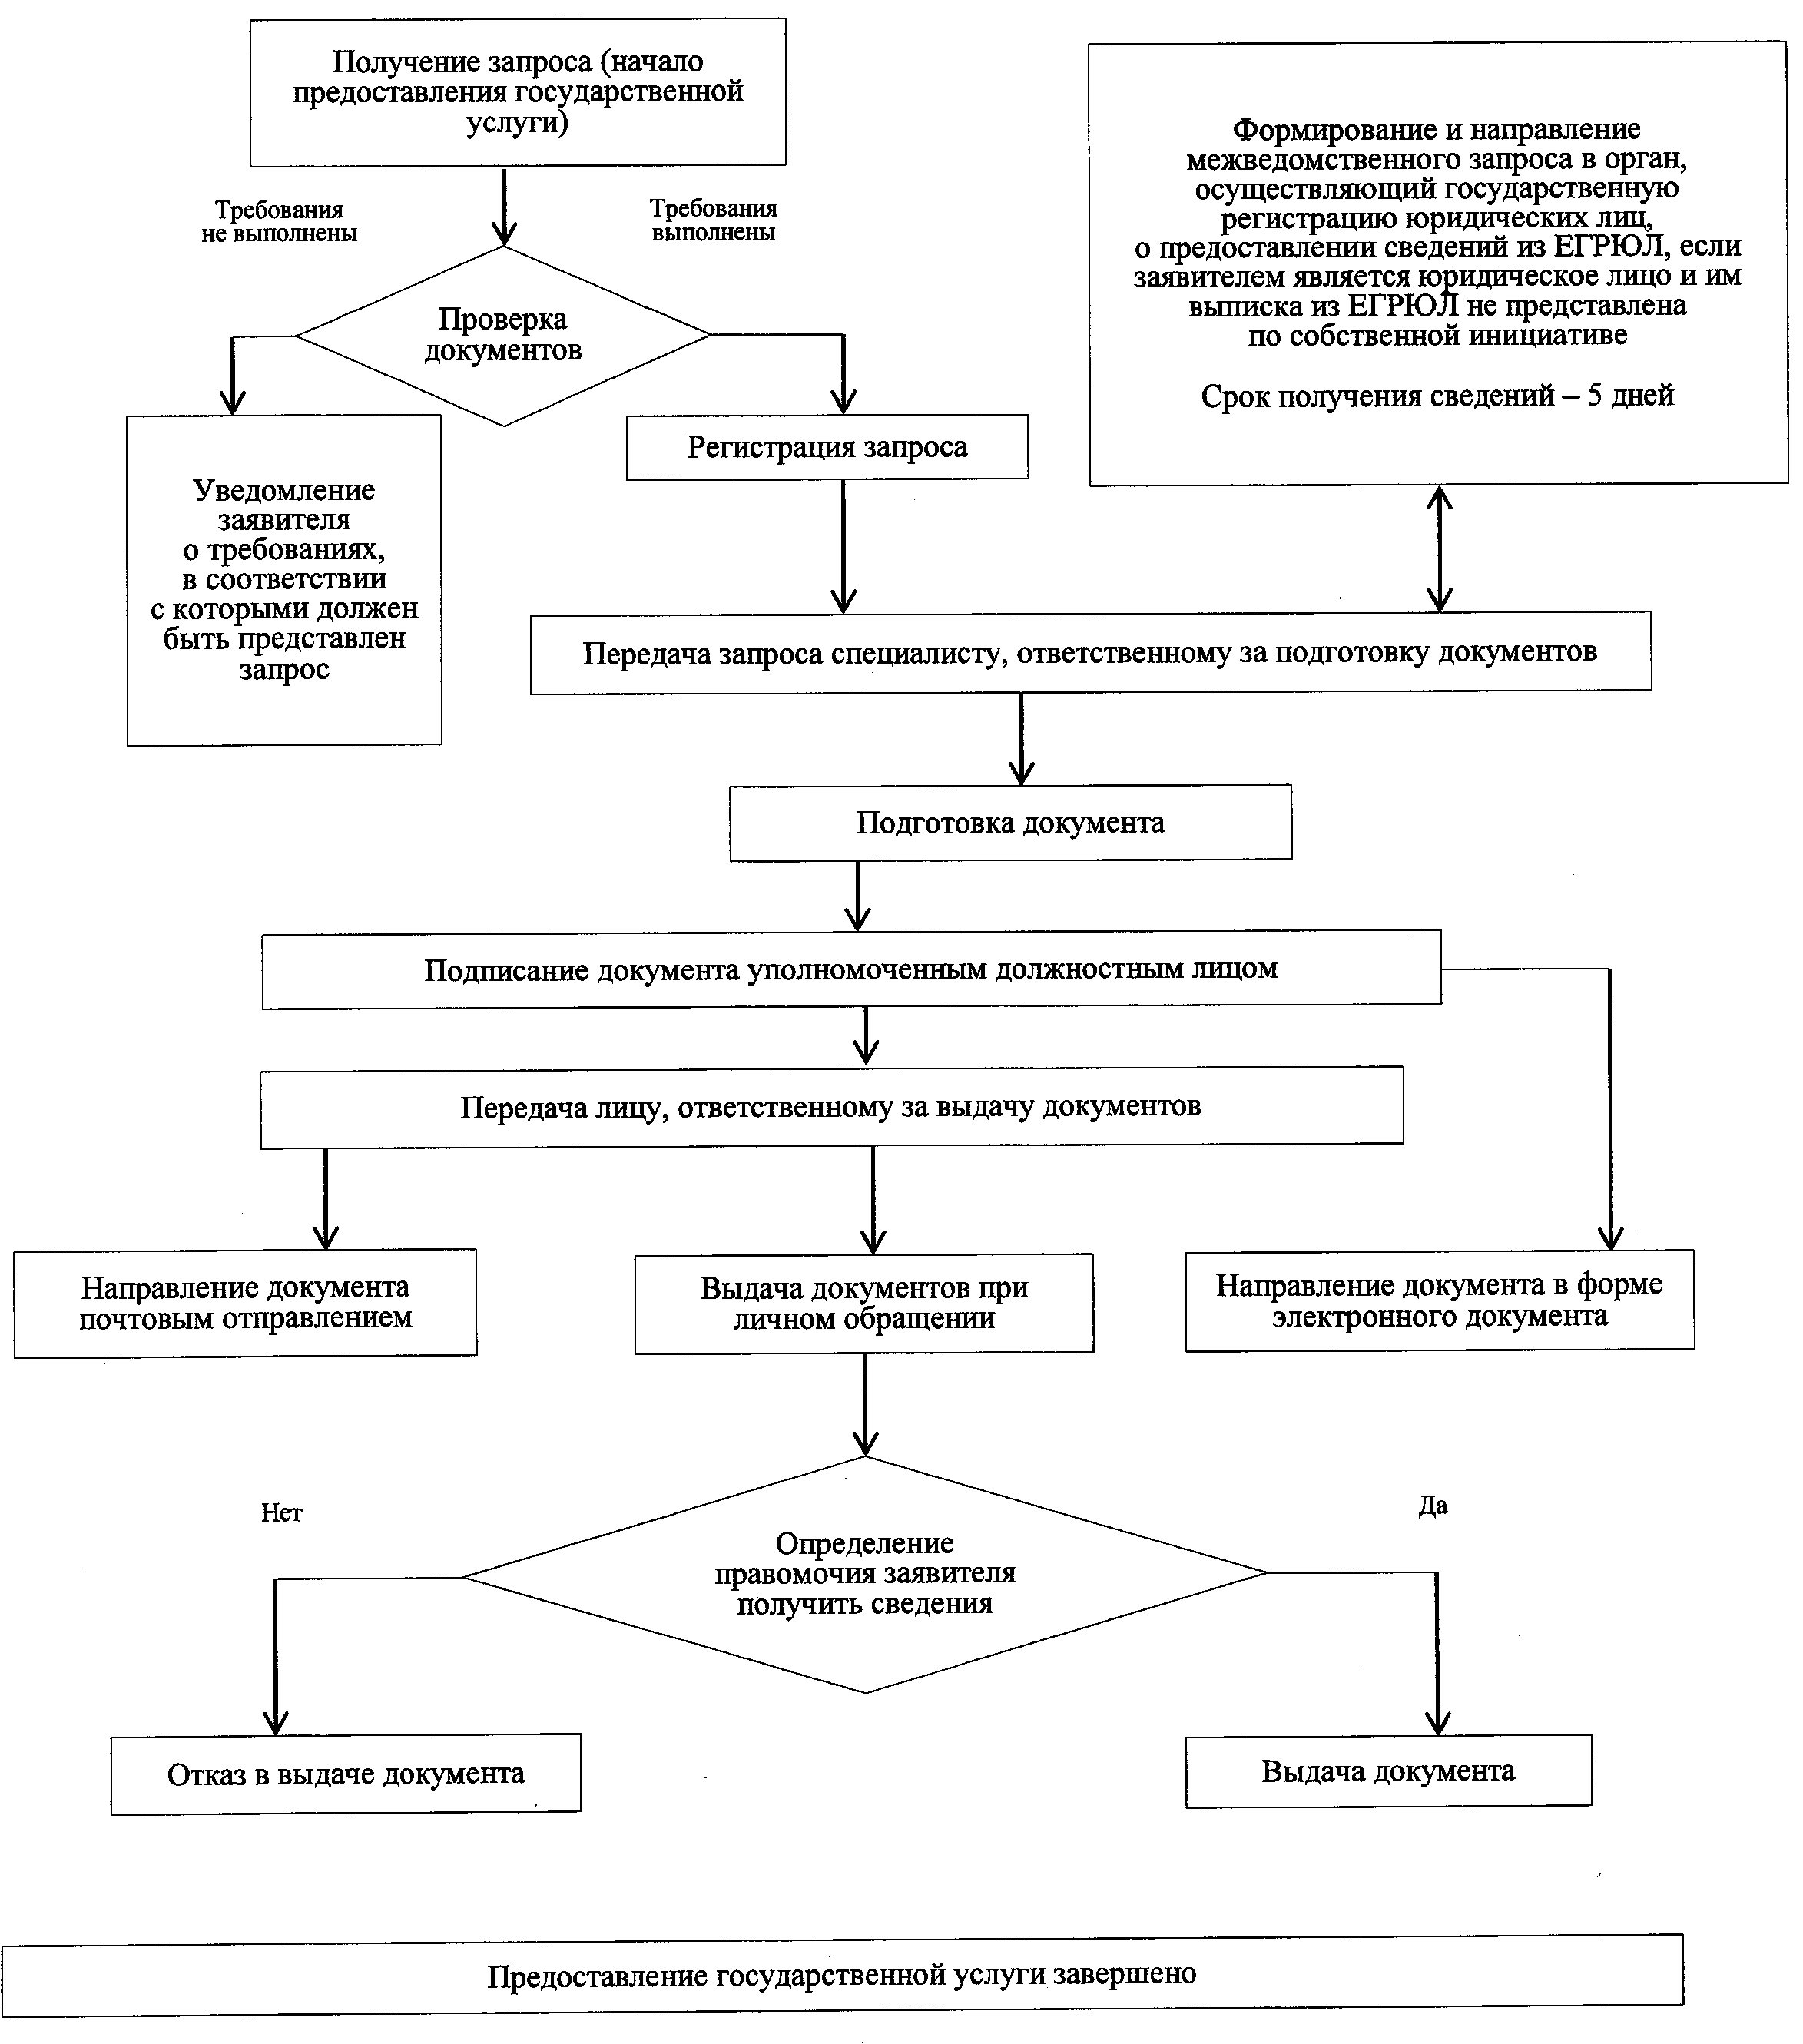 Получение запроса (начало
предоставления государственной
услуги)
Формирование и направление
межведомственного запроса в орган,
осуществляющий государственную
регистрацию юридических лиц,
о предоставлении сведений из ЕГРЮЛ, если
заявителем является юридическое лицо и им
выписка из ЕГРЮЛ не представлена
по собственной инициативе
Срок получения сведений – 5 дней
Требования
не выполнены
Требования
выполнены
Проверка
документов
Уведомление
заявителя
о требованиях,
в соответствии
с которыми должен
быть представлен
запрос
Регистрация запроса
Передача запроса специалисту, ответственному за подготовку документов
Подготовка документа
Подписание документа уполномоченным должностным лицом
Передача лицу, ответственному за выдачу документов
Направление документа
почтовым отправлением
Выдача документов при
личном обращении
Направление документа в форме
электронного документа
Нет
Да
Определение
правомочия заявителя
получить сведения
Отказ в выдаче документа
Выдача документа
Предоставление государственной услуги завершено